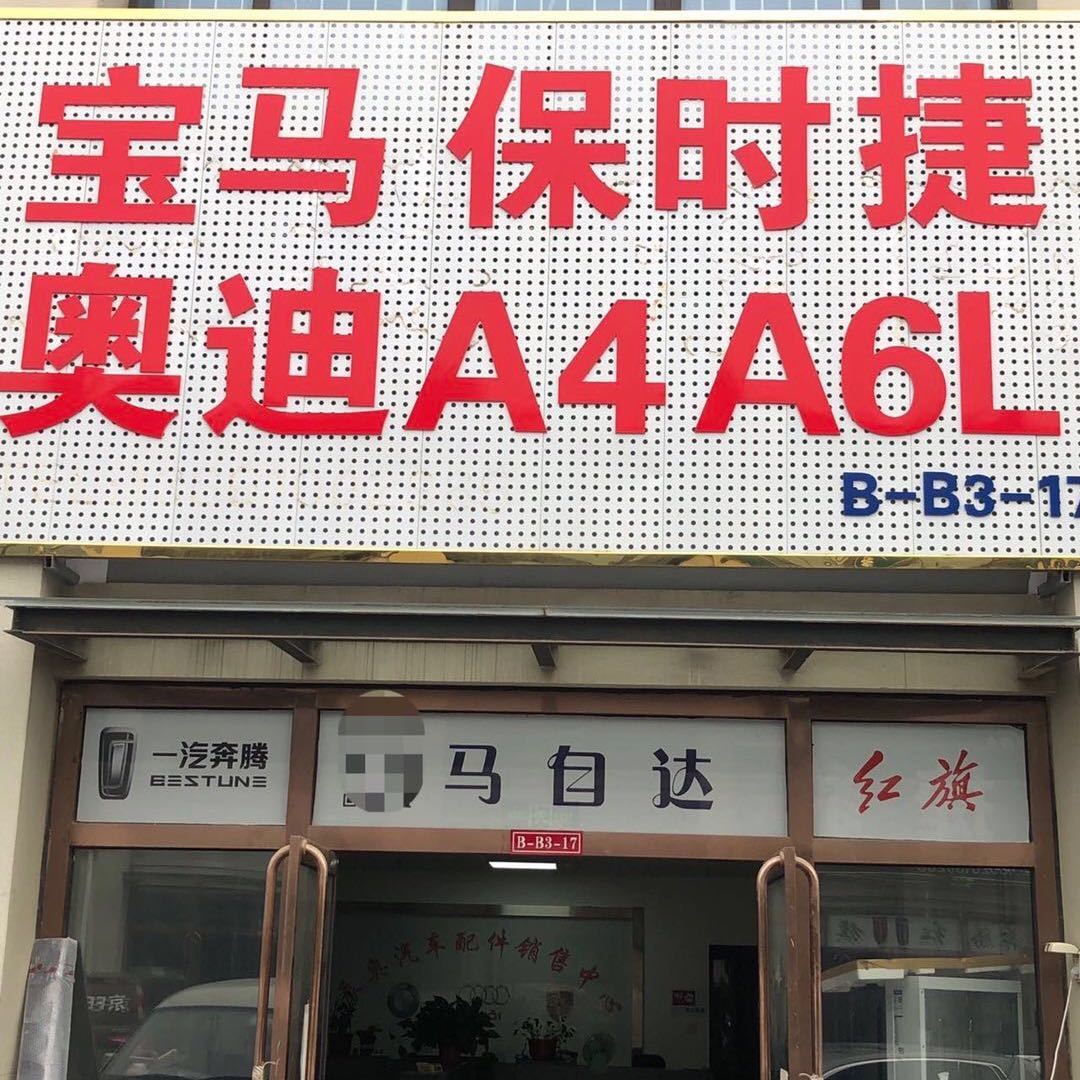 宝马 保时捷
奥迪A4A6L
B-B3-17
一汽奔腾
BESTUNE
马自达
红旗
B-B3-17
汽车配件销售中心